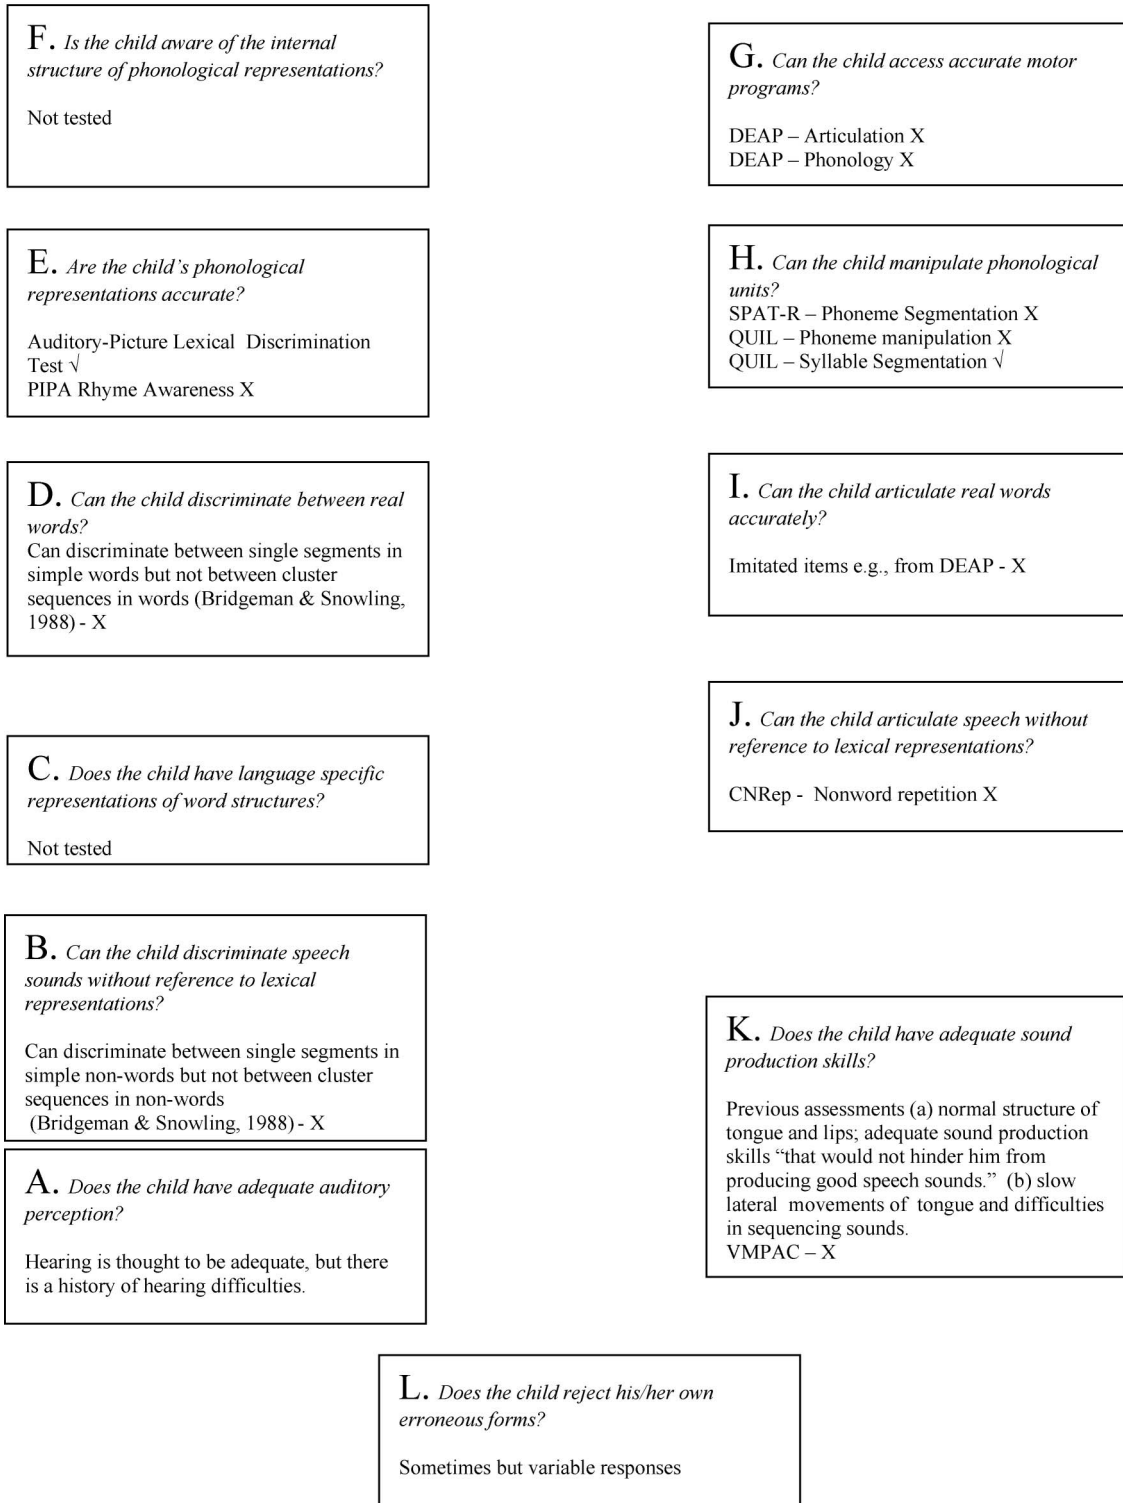 F. Is the child aware of the internal
structure of phonological representations?
Not tested
E. Are the child's phonological
representations accurate?
Auditory-Picture Lexical Discrimination
Test √
PIPA Rhyme Awareness X
D. Can the child discriminate between real
words?
Can discriminate between single segments in
simple words but not between cluster
sequences in words (Bridgeman & Snowling,
1988) - X
C. Does the child have language specific
representations of word structures?
Not tested
B. Can the child discriminate speech
sounds without reference to lexical
representations?
Can discriminate between single segments in
simple non-words but not between cluster
sequences in non-words
(Bridgeman & Snowling, 1988) - X
A. Does the child have adequate auditory
perception?
Hearing is thought to be adequate, but there
is a history of hearing difficulties.
G. Can the child access accurate motor
programs?
DEAP – Articulation X
DEAP – Phonology X
H. Can the child manipulate phonological
units?
SPAT-R – Phoneme Segmentation X
QUIL – Phoneme manipulation X
QUIL – Syllable Segmentation √
I. Can the child articulate real words
accurately?
Imitated items e.g., from DEAP - X
J. Can the child articulate speech without
reference to lexical representations?
CNRep - Nonword repetition X
K. Does the child have adequate sound
production skills?
Previous assessments (a) normal structure of
tongue and lips; adequate sound production
skills “that would not hinder him from
producing good speech sounds.” (b) slow
lateral movements of tongue and difficulties
in sequencing sounds.
VMPAC – X
L. Does the child reject his/her own
erroneous forms?
Sometimes but variable responses